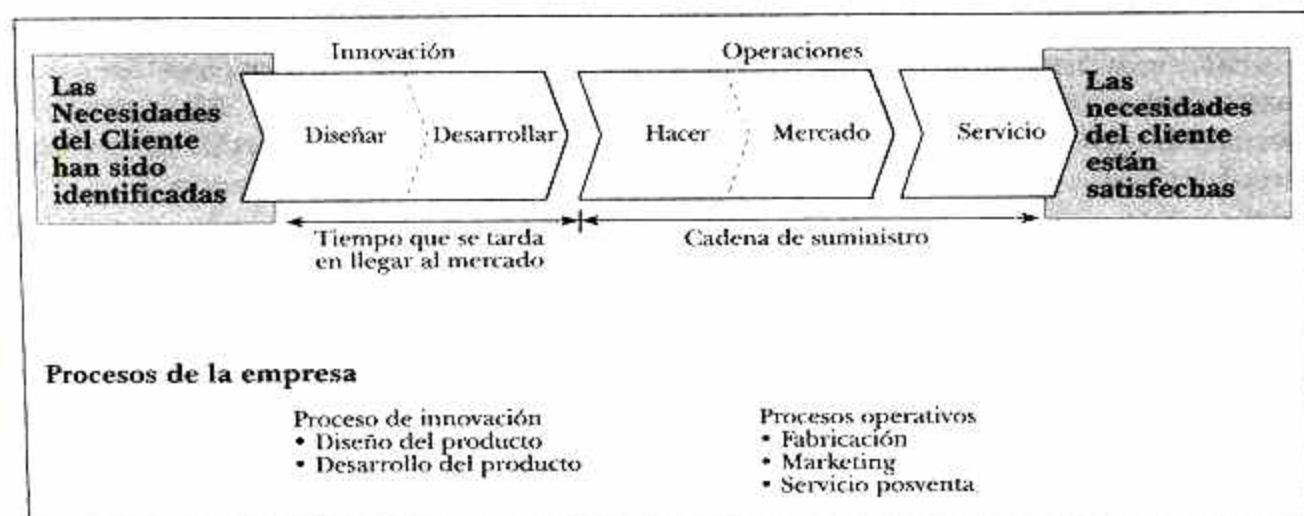 Innovación
Operaciones
Las
Necesidades
del Cliente
han sido
identificadas
Diseñar
Desarrollar
Hacer
Mercado
Servicio
Las
necesidades
del cliente
están
satisfechas
Tiempo que se tarda
en llegar al mercado
Cadena de suministro
Procesos de la empresa
Proceso de innovación
• Diseño del producto
• Desarrollo del producto
Procesos operativos
• Fabricación
• Marketing
• Servicio posventa